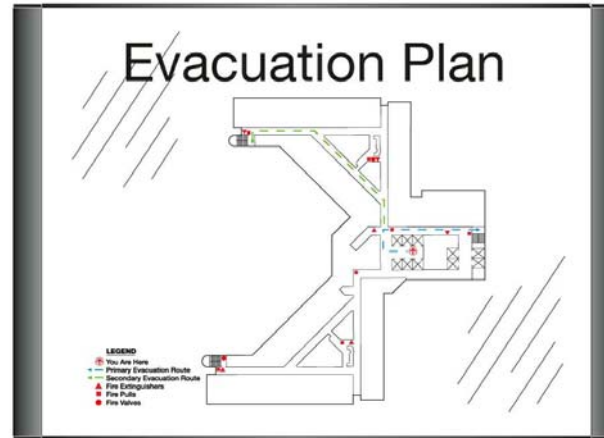 Evacuation Plan
LEGEND
You Are Here
Primary Evacuation Route
Secondary Evacuation Route
Fire Extinguishers
Fire Pulls
Fire Valves